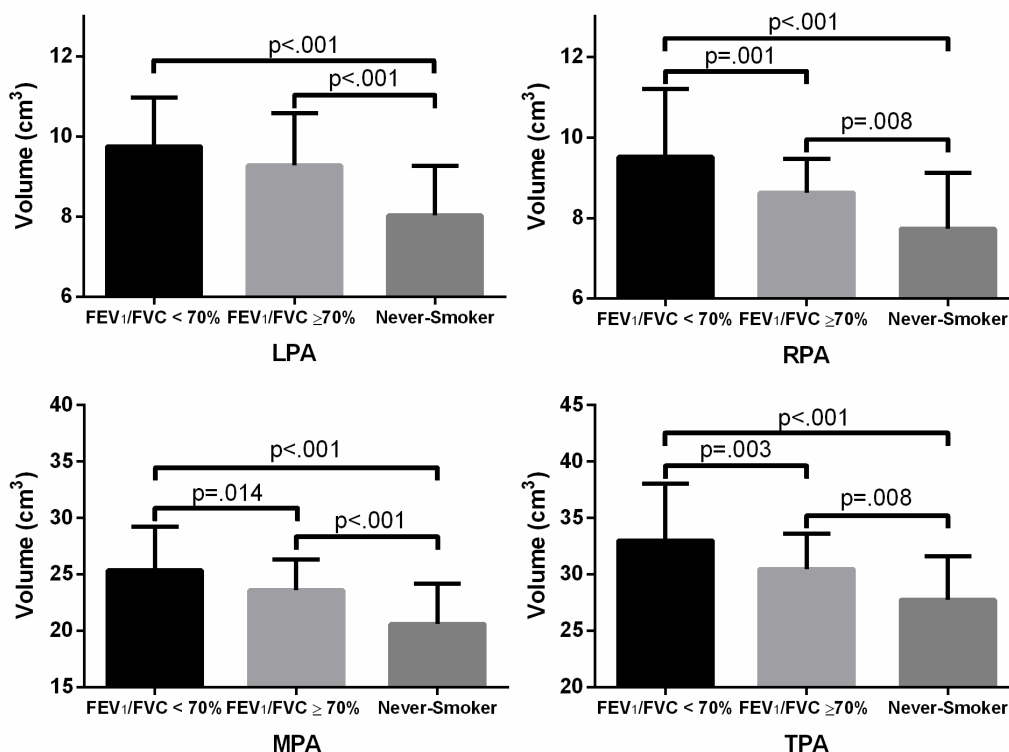 p<.001
p<.001
12
10
8
6
Volume (cm³)
FEV₁/FVC < 70% FEV₁/FVC ≥70% Never-Smoker
LPA
p<.001
p=.001
p=.008
12
10
8
6
Volume (cm³)
FEV₁/FVC < 70% FEV₁/FVC ≥70% Never-Smoker
RPA
40
35
30
25
20
15
Volume (cm³)
p<.001
p=.014
p<.001
FEV₁/FVC < 70% FEV₁/FVC ≥ 70% Never-Smoker
MPA
45
40
35
30
25
20
Volume (cm³)
p<.001
p=.003
p=.008
FEV₁/FVC < 70% FEV₁/FVC ≥70% Never-Smoker
TPA